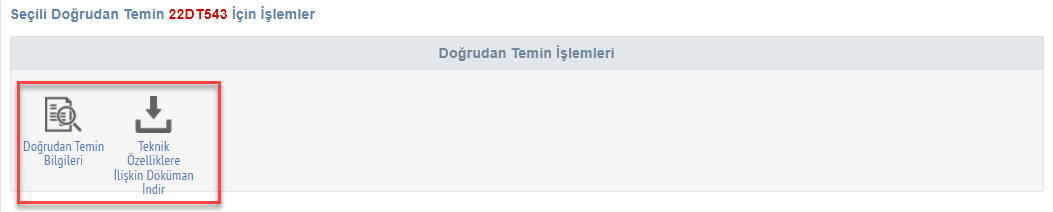 Seçili Doğrudan Temin 22DT543 İçin İşlemler
Doğrudan Temin İşlemleri
Doğrudan Temin
Bilgileri
Teknik
Özelliklere
İlişkin Döküman
İndir